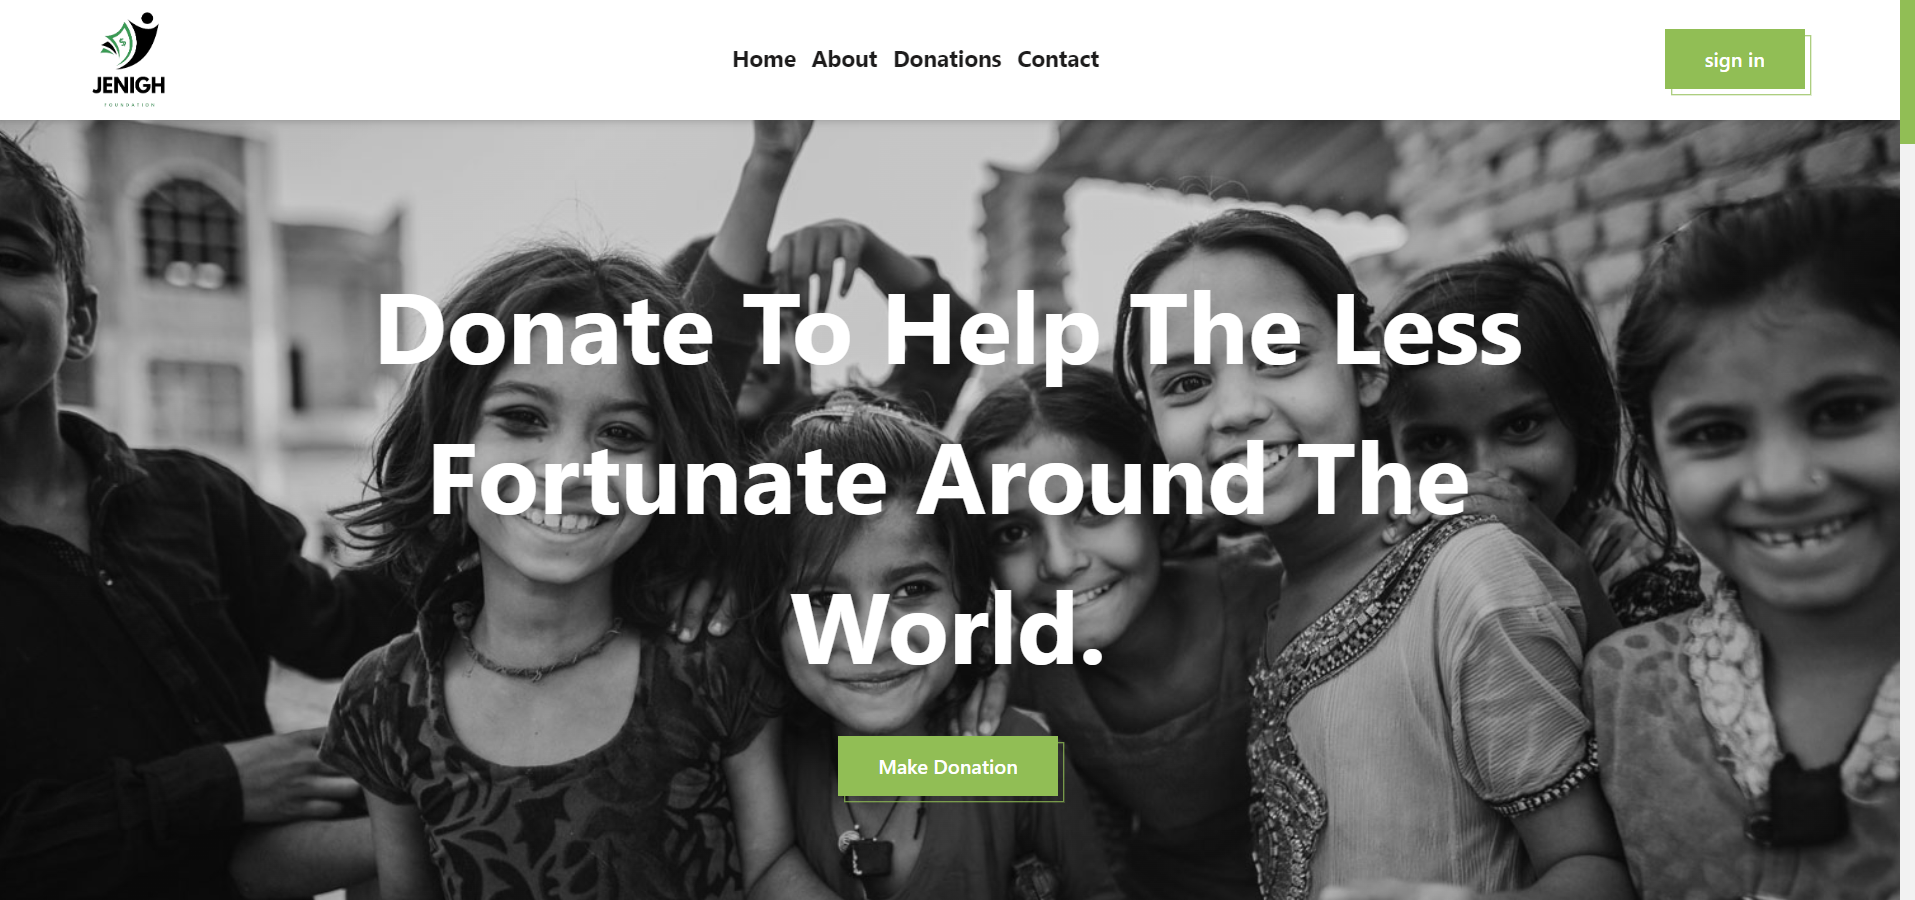 JENIGH
FOUNDATION
Home About Donations Contact
sign in
Donate To Help The Less
Fortunate Around The
World.
Make Donation